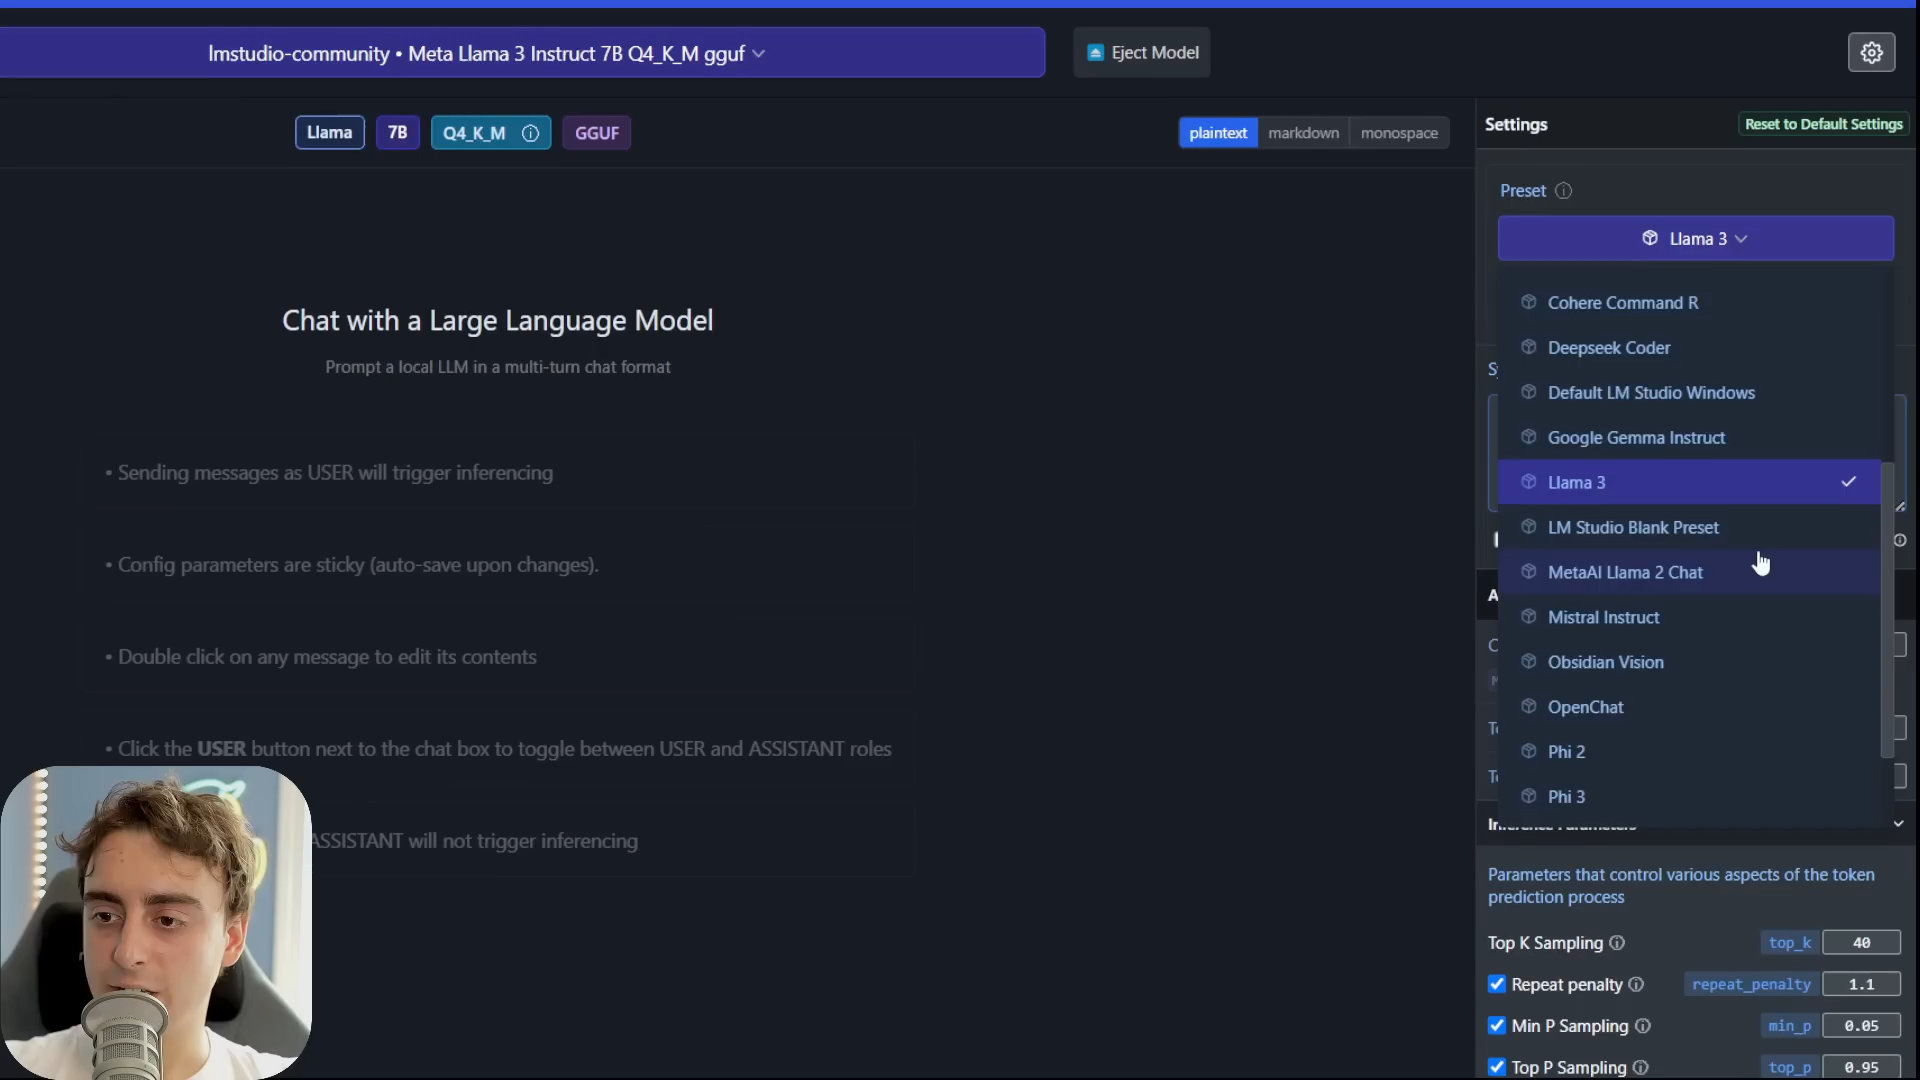 lmstudio-community • Meta Llama 3 Instruct 7B Q4_K_M gguf
Eject Model
Llama 7B Q4_K_M GGUF
plaintext markdown monospace
Settings
Reset to Default Settings
Preset
Llama 3
Cohere Command R
Deepseek Coder
Default LM Studio Windows
Google Gemma Instruct
Llama 3
LM Studio Blank Preset
MetaAI Llama 2 Chat
Mistral Instruct
Obsidian Vision
OpenChat
Phi 2
Phi 3
Chat with a Large Language Model
Prompt a local LLM in a multi-turn chat format
• Sending messages as USER will trigger inferencing
• Config parameters are sticky (auto-save upon changes).
• Double click on any message to edit its contents
• Click the USER button next to the chat box to toggle between USER and ASSISTANT roles
ASSISTANT will not trigger inferencing
Parameters that control various aspects of the token
prediction process
Top K Sampling top_k 40
Repeat penalty repeat_penalty 1.1
Min P Sampling min_p 0.05
Top P Sampling top_p 0.95